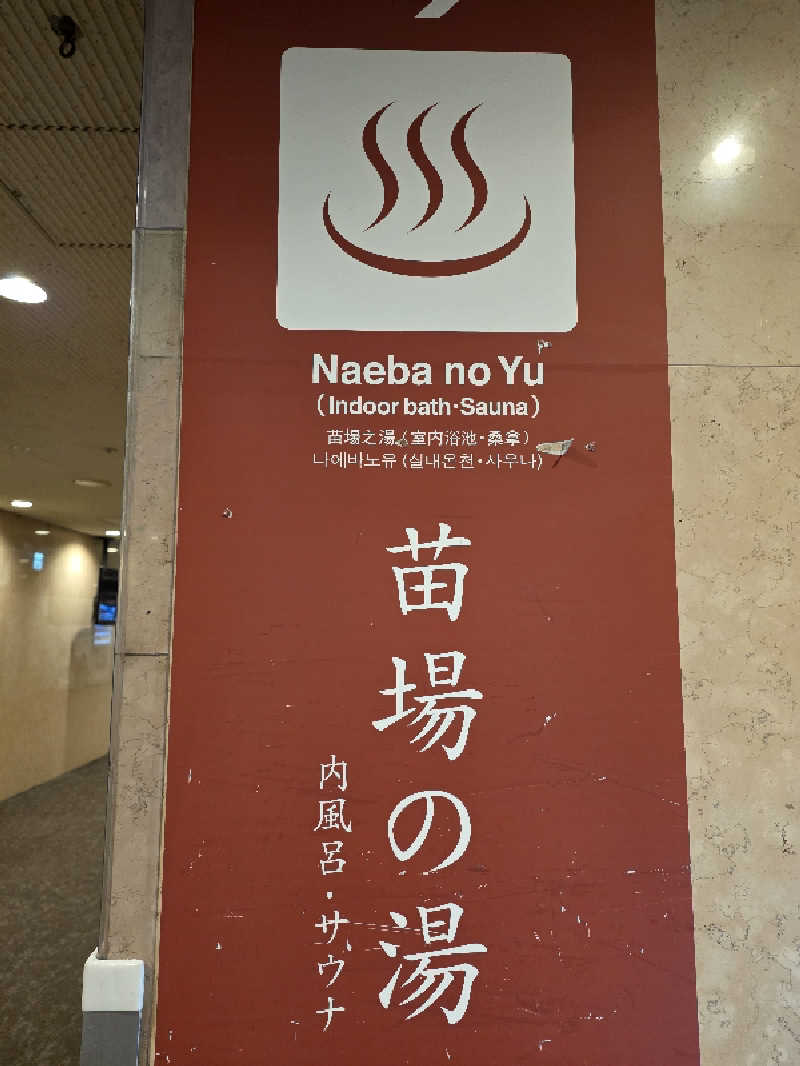 Naeba no Yu
(Indoor bath·Sauna)
苗場之湯(室内浴池·桑拿)
나에바노유 (실내온천·사우나)
苗場の湯
内風呂・サウナ